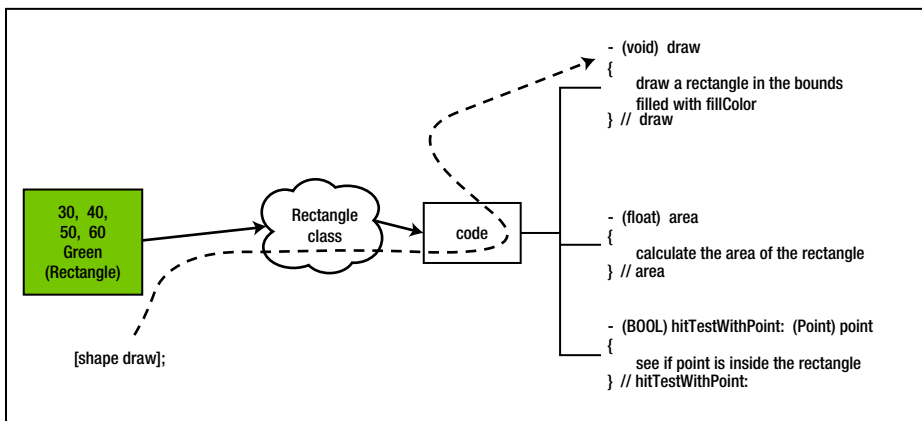 30, 40,
50, 60
Green
(Rectangle)
[shape draw];
Rectangle
class
code
- (void) draw
{
draw a rectangle in the bounds
filled with fillColor
} // draw
- (float) area
{
calculate the area of the rectangle
} // area
- (BOOL) hitTestWithPoint: (Point) point
{
see if point is inside the rectangle
} // hitTestWithPoint: